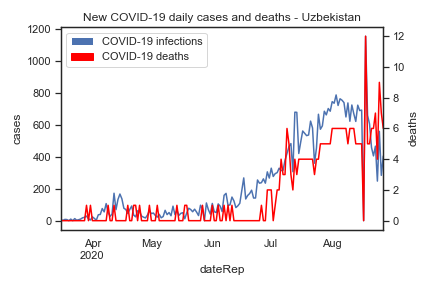 New COVID-19 daily cases and deaths - Uzbekistan
COVID-19 infections
COVID-19 deaths
1200
1000
800
600
400
200
0
cases
12
10
8
6
4
2
0
deaths
Apr
2020
May
Jun
Jul
Aug
dateRep